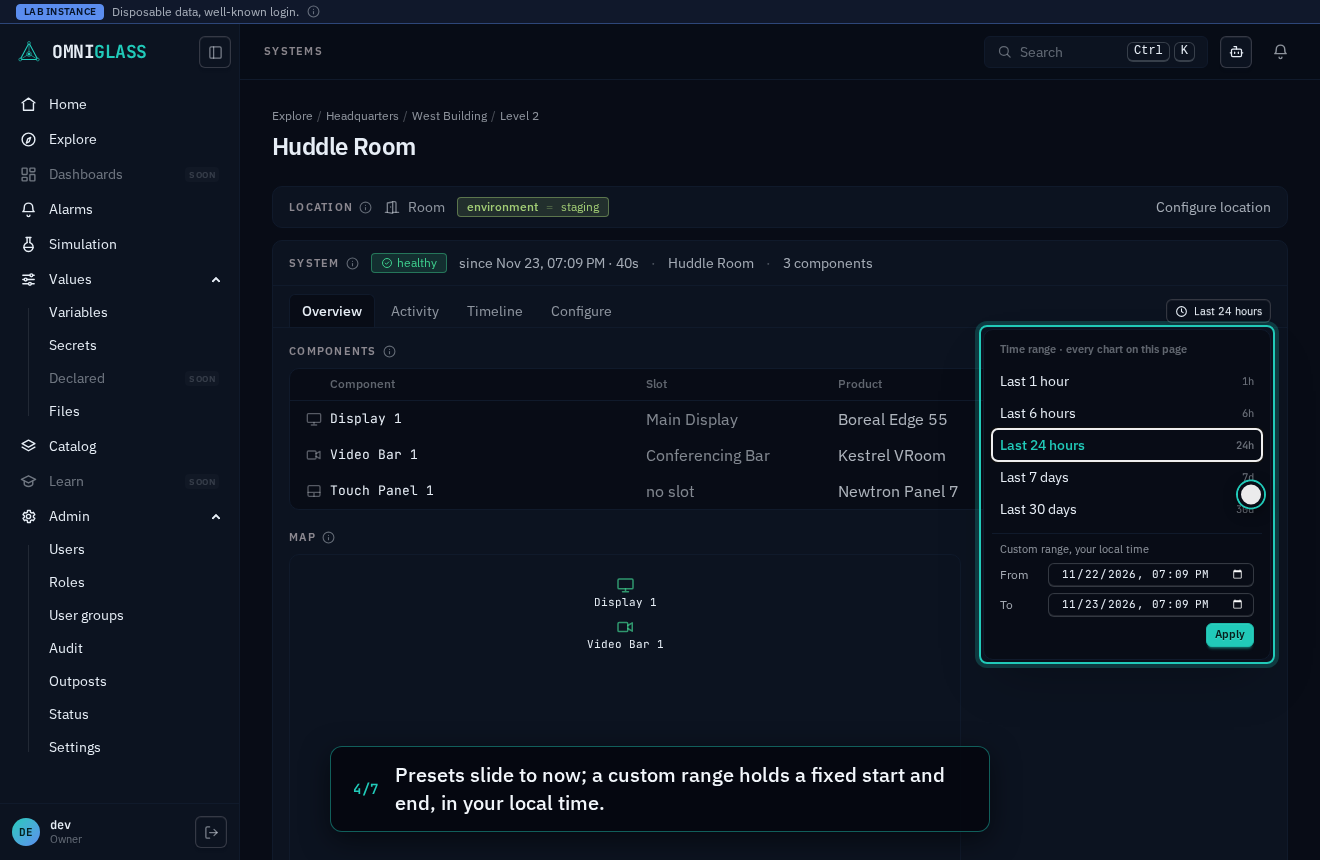 LAB INSTANCE Disposable data, well-known login.
OMNIGLASS
SYSTEMS
Search Ctrl K
Home
Explore
Dashboards SOON
Alarms
Simulation
Values
Variables
Secrets
Declared SOON
Files
Catalog
Learn SOON
Admin
Users
Roles
User groups
Audit
Outposts
Status
Settings
DE dev
Owner
Explore / Headquarters / West Building / Level 2
Huddle Room
LOCATION Room environment = staging Configure location
SYSTEM healthy since Nov 23, 07:09 PM · 40s · Huddle Room · 3 components
Overview Activity Timeline Configure Last 24 hours
COMPONENTS
Component Slot Product
Display 1 Main Display Boreal Edge 55
Video Bar 1 Conferencing Bar Kestrel VRoom
Touch Panel 1 no slot Newtron Panel 7
MAP
Display 1
Video Bar 1
Time range · every chart on this page
Last 1 hour 1h
Last 6 hours 6h
Last 24 hours 24h
Last 7 days 7d
Last 30 days
Custom range, your local time
From 11/22/2026, 07:09 PM
To 11/23/2026, 07:09 PM
Apply
4/7 Presets slide to now; a custom range holds a fixed start and
end, in your local time.